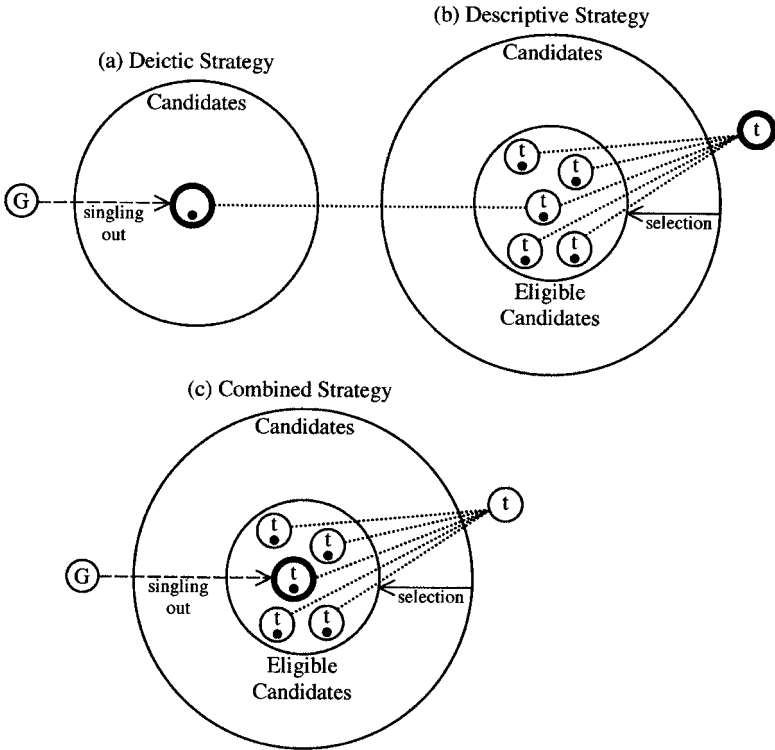 (b) Descriptive Strategy
Candidates
(a) Deictic Strategy
Candidates
G
singling
out
t
t
t
t
t
t
selection
Eligible
Candidates
(c) Combined Strategy
Candidates
G
singling
out
t
t
t
t
t
t
selection
Eligible
Candidates